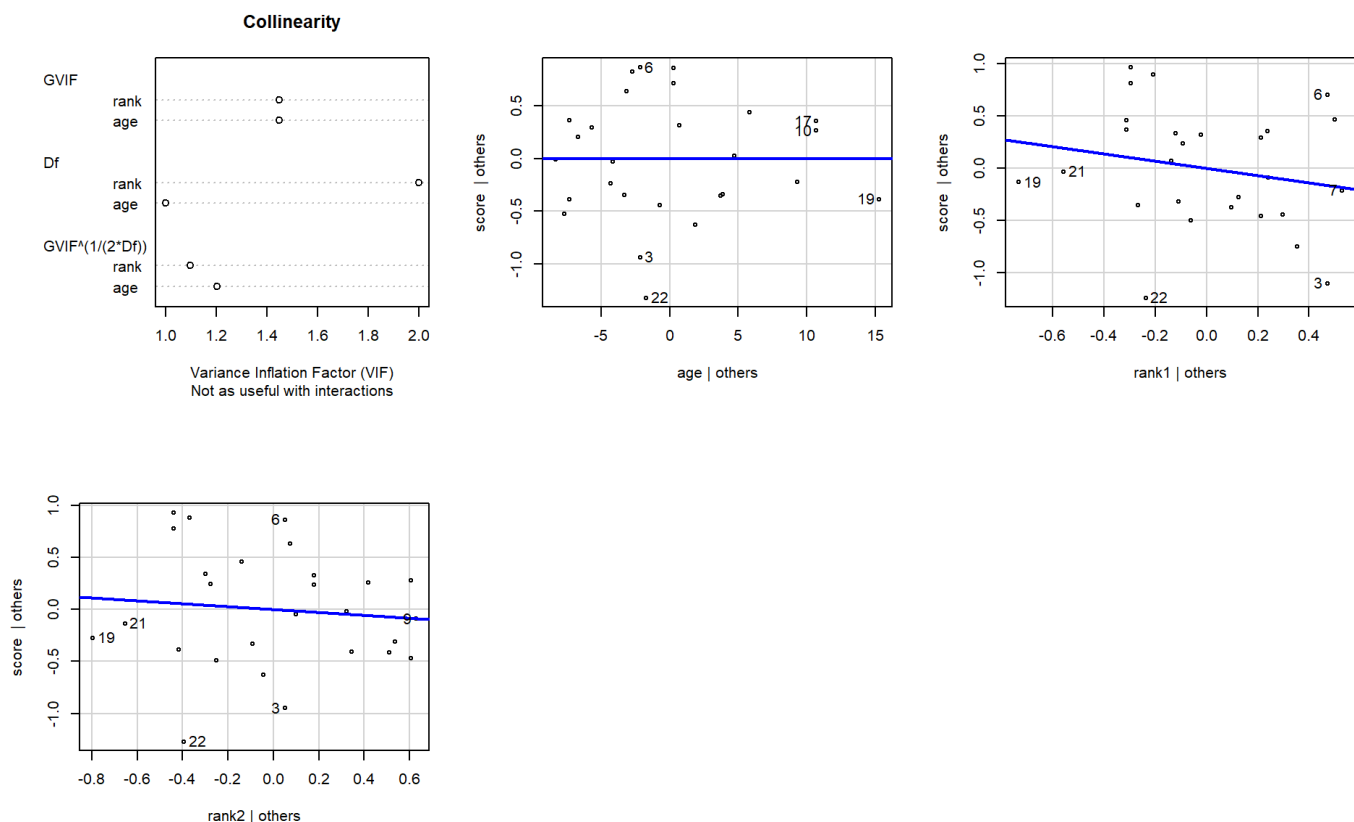 Collinearity
GVIF
rank
age
Df
rank
age
GVIF^(1/(2*Df))
rank
age
1.0 1.2 1.4 1.6 1.8 2.0
Variance Inflation Factor (VIF)
Not as useful with interactions
score | others
0.5
0.0
-0.5
-1.0
6
17
10
19
3
22
-5 0 5 10 15
age | others
score | others
1.0
0.5
0.0
-0.5
-1.0
6
19
21
7
3
22
-0.6 -0.4 -0.2 0.0 0.2 0.4
rank1 | others
score | others
1.0
0.5
0.0
-0.5
-1.0
6
21
19
3
22
-0.8 -0.6 -0.4 -0.2 0.0 0.2 0.4 0.6
rank2 | others